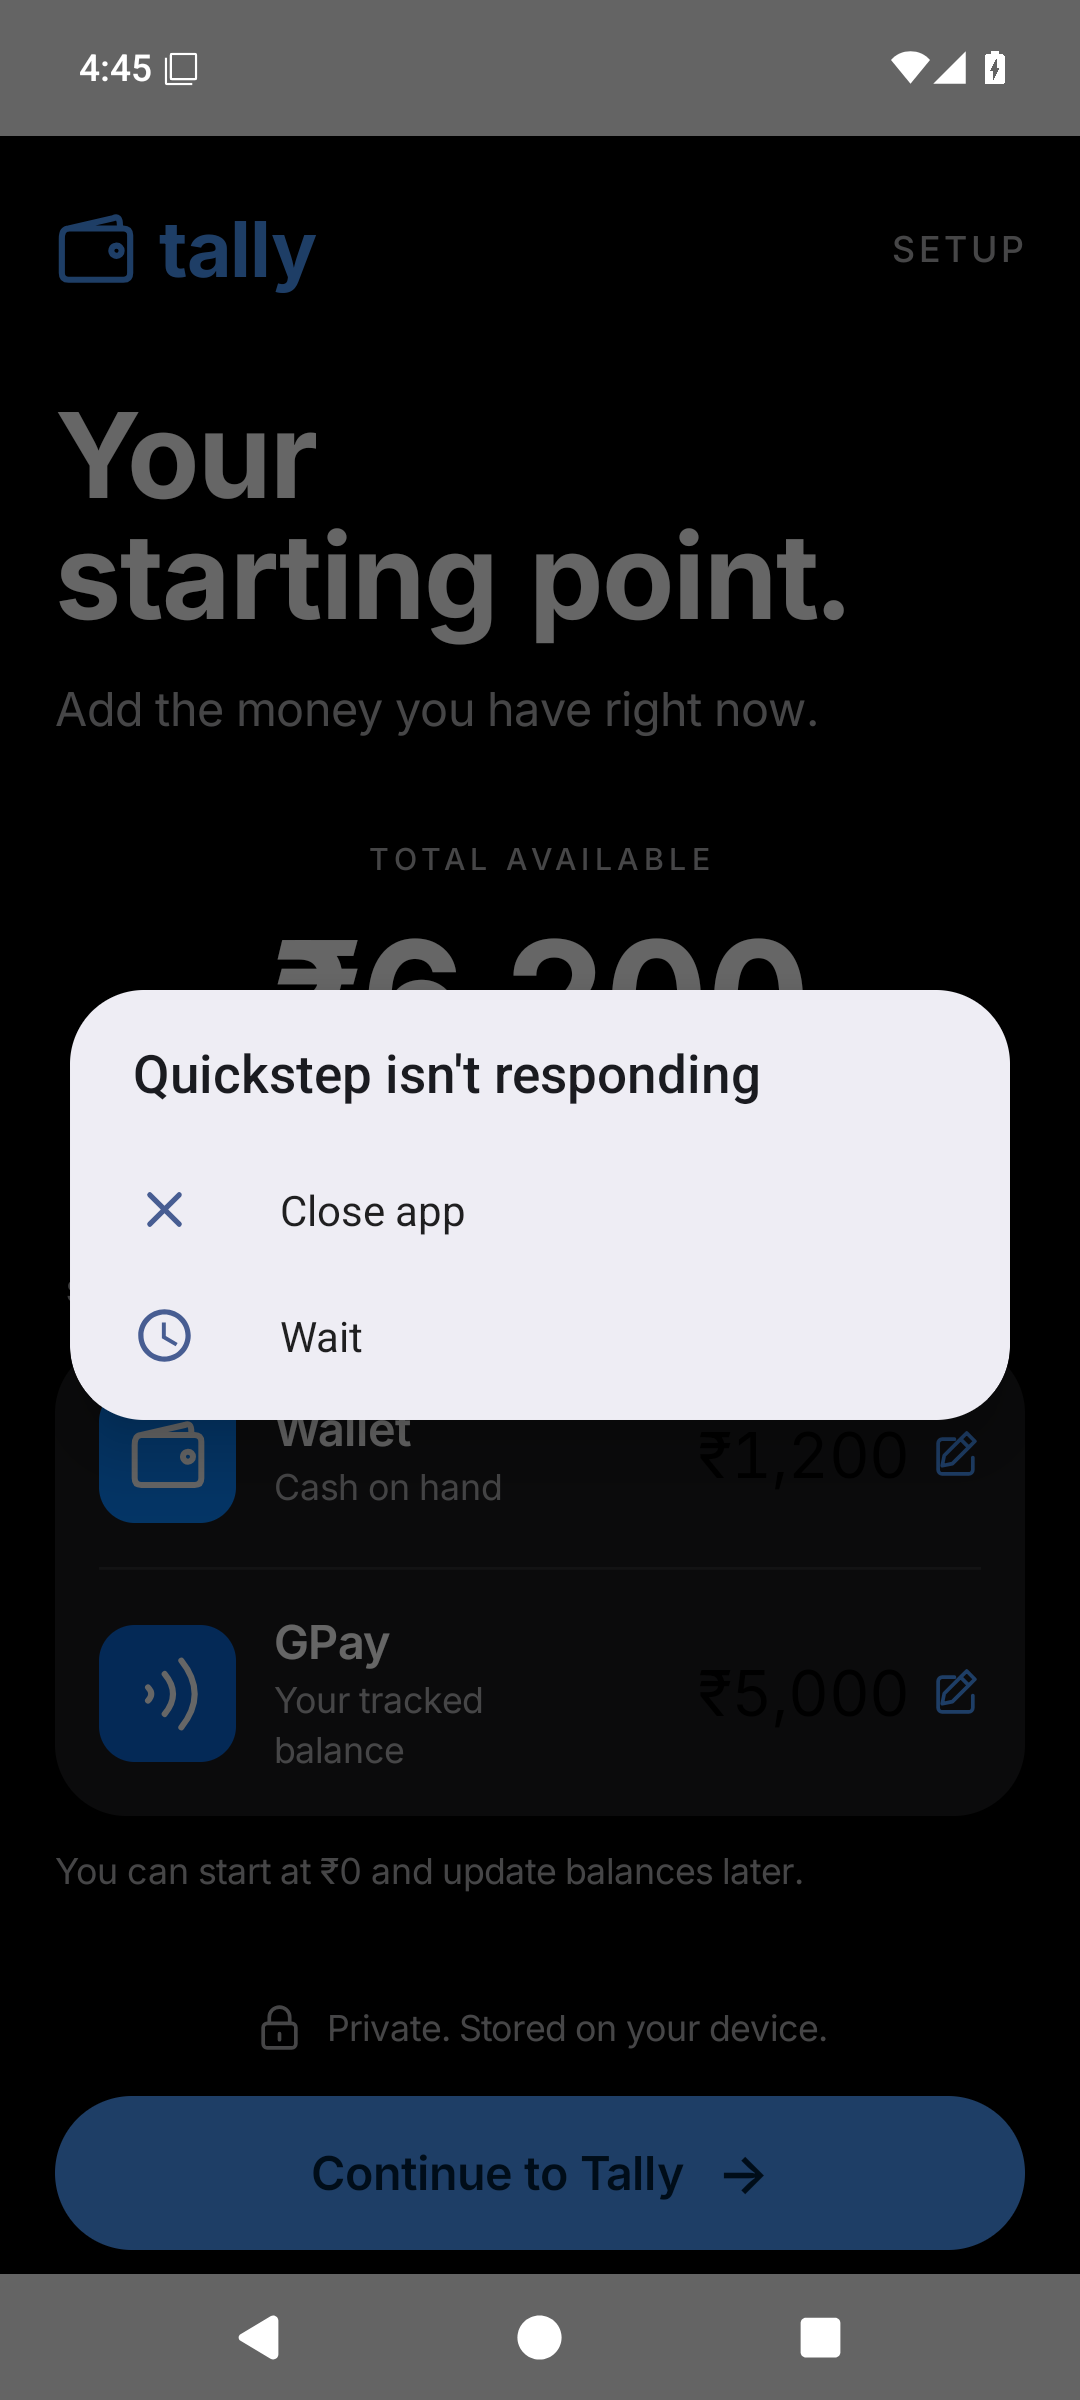 4:45
tally
SETUP
Your
starting point.
Add the money you have right now.
TOTAL AVAILABLE
₹6,200
Quickstep isn't responding
Close app
Wait
Wallet
Cash on hand
₹1,200
GPay
Your tracked
balance
₹5,000
You can start at ₹0 and update balances later.
Private. Stored on your device.
Continue to Tally